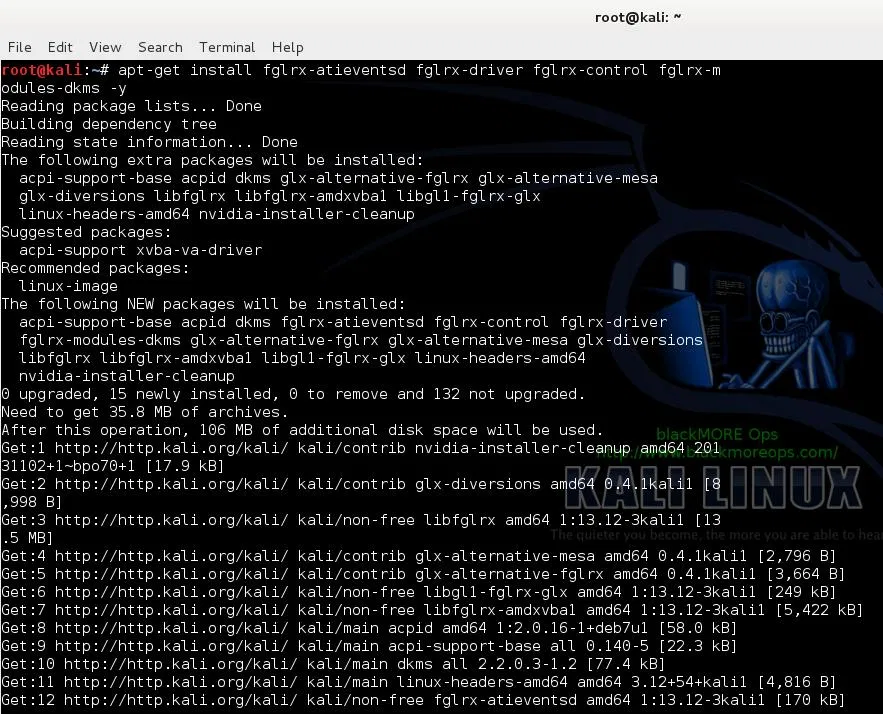 root@kali: ~
File Edit View Search Terminal Help
root@kali:~# apt-get install fglrx-atieventsd fglrx-driver fglrx-control fglrx-m
odules-dkms -y
Reading package lists... Done
Building dependency tree
Reading state information... Done
The following extra packages will be installed:
  acpi-support-base acpid dkms glx-alternative-fglrx glx-alternative-mesa
  glx-diversions libfglrx libfglrx-amdxvba1 libgl1-fglrx-glx
  linux-headers-amd64 nvidia-installer-cleanup
Suggested packages:
  acpi-support xvba-va-driver
Recommended packages:
  linux-image
The following NEW packages will be installed:
  acpi-support-base acpid dkms fglrx-atieventsd fglrx-control fglrx-driver
  fglrx-modules-dkms glx-alternative-fglrx glx-alternative-mesa glx-diversions
  libfglrx libfglrx-amdxvba1 libgl1-fglrx-glx linux-headers-amd64
  nvidia-installer-cleanup
0 upgraded, 15 newly installed, 0 to remove and 132 not upgraded.
Need to get 35.8 MB of archives.
After this operation, 106 MB of additional disk space will be used.
blackMORE Ops
Get:1 http://http.kali.org/kali/ kali/contrib nvidia-installer-cleanup amd64 201
http://www.blackmoreops.com/
31102+1~bpo70+1 [17.9 kB]
Get:2 http://http.kali.org/kali/ kali/contrib glx-diversions amd64 0.4.1kali1 [8
,998 B]
KALI LINUX
Get:3 http://http.kali.org/kali/ kali/non-free libfglrx amd64 1:13.12-3kali1 [13
.5 MB]
The quieter you become, the more you are able to hear
Get:4 http://http.kali.org/kali/ kali/contrib glx-alternative-mesa amd64 0.4.1kali1 [2,796 B]
Get:5 http://http.kali.org/kali/ kali/contrib glx-alternative-fglrx amd64 0.4.1kali1 [3,664 B]
Get:6 http://http.kali.org/kali/ kali/non-free libgl1-fglrx-glx amd64 1:13.12-3kali1 [249 kB]
Get:7 http://http.kali.org/kali/ kali/non-free libfglrx-amdxvba1 amd64 1:13.12-3kali1 [5,422 kB]
Get:8 http://http.kali.org/kali/ kali/main acpid amd64 1:2.0.16-1+deb7u1 [58.0 kB]
Get:9 http://http.kali.org/kali/ kali/main acpi-support-base all 0.140-5 [22.3 kB]
Get:10 http://http.kali.org/kali/ kali/main dkms all 2.2.0.3-1.2 [77.4 kB]
Get:11 http://http.kali.org/kali/ kali/main linux-headers-amd64 amd64 3.12+54+kali1 [4,816 B]
Get:12 http://http.kali.org/kali/ kali/non-free fglrx-atieventsd amd64 1:13.12-3kali1 [170 kB]